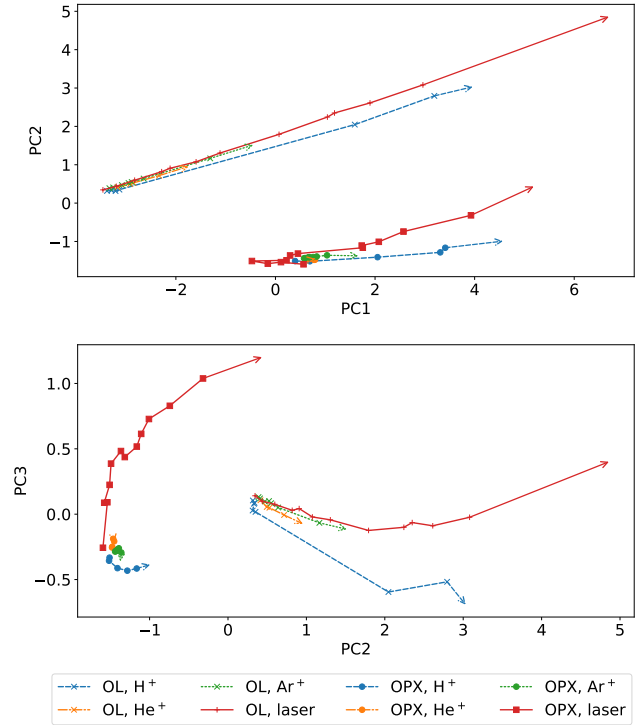 5
4
3
2
1
0
−1
PC2
−2 0 2 4 6
PC1
1.0
0.5
0.0
−0.5
PC3
−1 0 1 2 3 4 5
PC2
OL, H⁺ OL, Ar⁺ OPX, H⁺ OPX, Ar⁺
OL, He⁺ OL, laser OPX, He⁺ OPX, laser